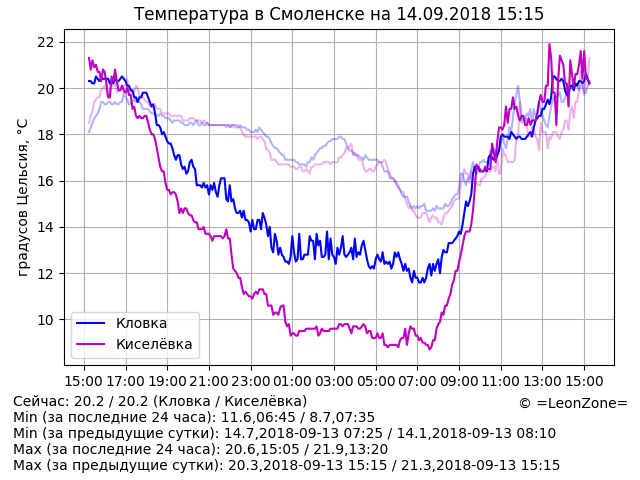 Температура в Смоленске на 14.09.2018 15:15
градусов Цельсия, °C
22
20
18
16
14
12
10
Кловка
Киселёвка
15:00 17:00 19:00 21:00 23:00 01:00 03:00 05:00 07:00 09:00 11:00 13:00 15:00
Сейчас: 20.2 / 20.2 (Кловка / Киселёвка)
© =LeonZone=
Min (за последние 24 часа): 11.6,06:45 / 8.7,07:35
Min (за предыдущие сутки): 14.7,2018-09-13 07:25 / 14.1,2018-09-13 08:10
Max (за последние 24 часа): 20.6,15:05 / 21.9,13:20
Max (за предыдущие сутки): 20.3,2018-09-13 15:15 / 21.3,2018-09-13 15:15